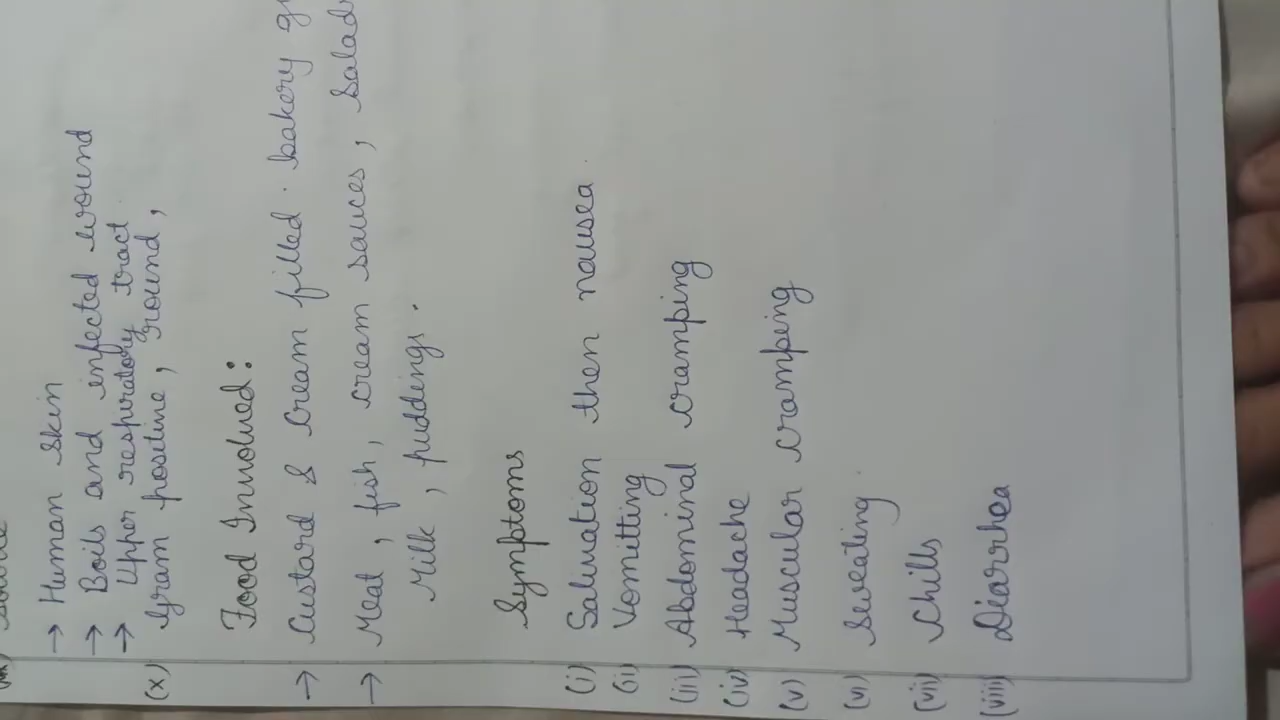 → Human skin
→ Boils and infected wound
→ Upper respiratory tract
(x) Gram positive, round,
Food Involved:
→ Custard & cream filled bakery
→ Meat, fish, cream sauces, Salad
Milk, puddings.
Symptoms
(i) Salivation then nausea
(ii) Vomitting
(iii) Abdominal cramping
(iv) Headache
(v) Muscular cramping
(vi) Sweating
(vii) Chills
(viii) Diarrhea